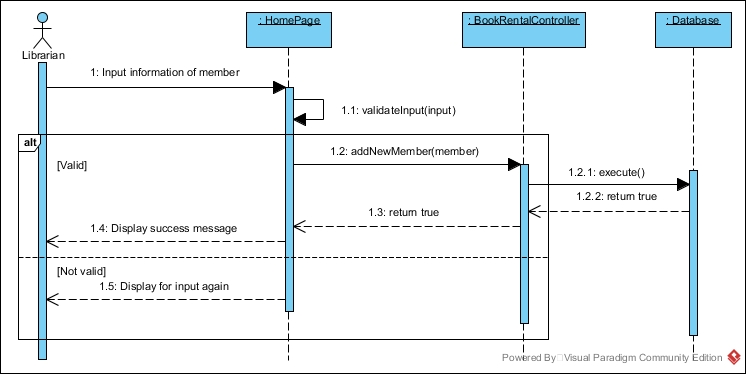 : HomePage
: BookRentalController
: Database
Librarian
1: Input information of member
1.1: validateInput(input)
alt
1.2: addNewMember(member)
[Valid]
1.2.1: execute()
1.2.2: return true
1.3: return true
1.4: Display success message
[Not valid]
1.5: Display for input again
Powered By Visual Paradigm Community Edition